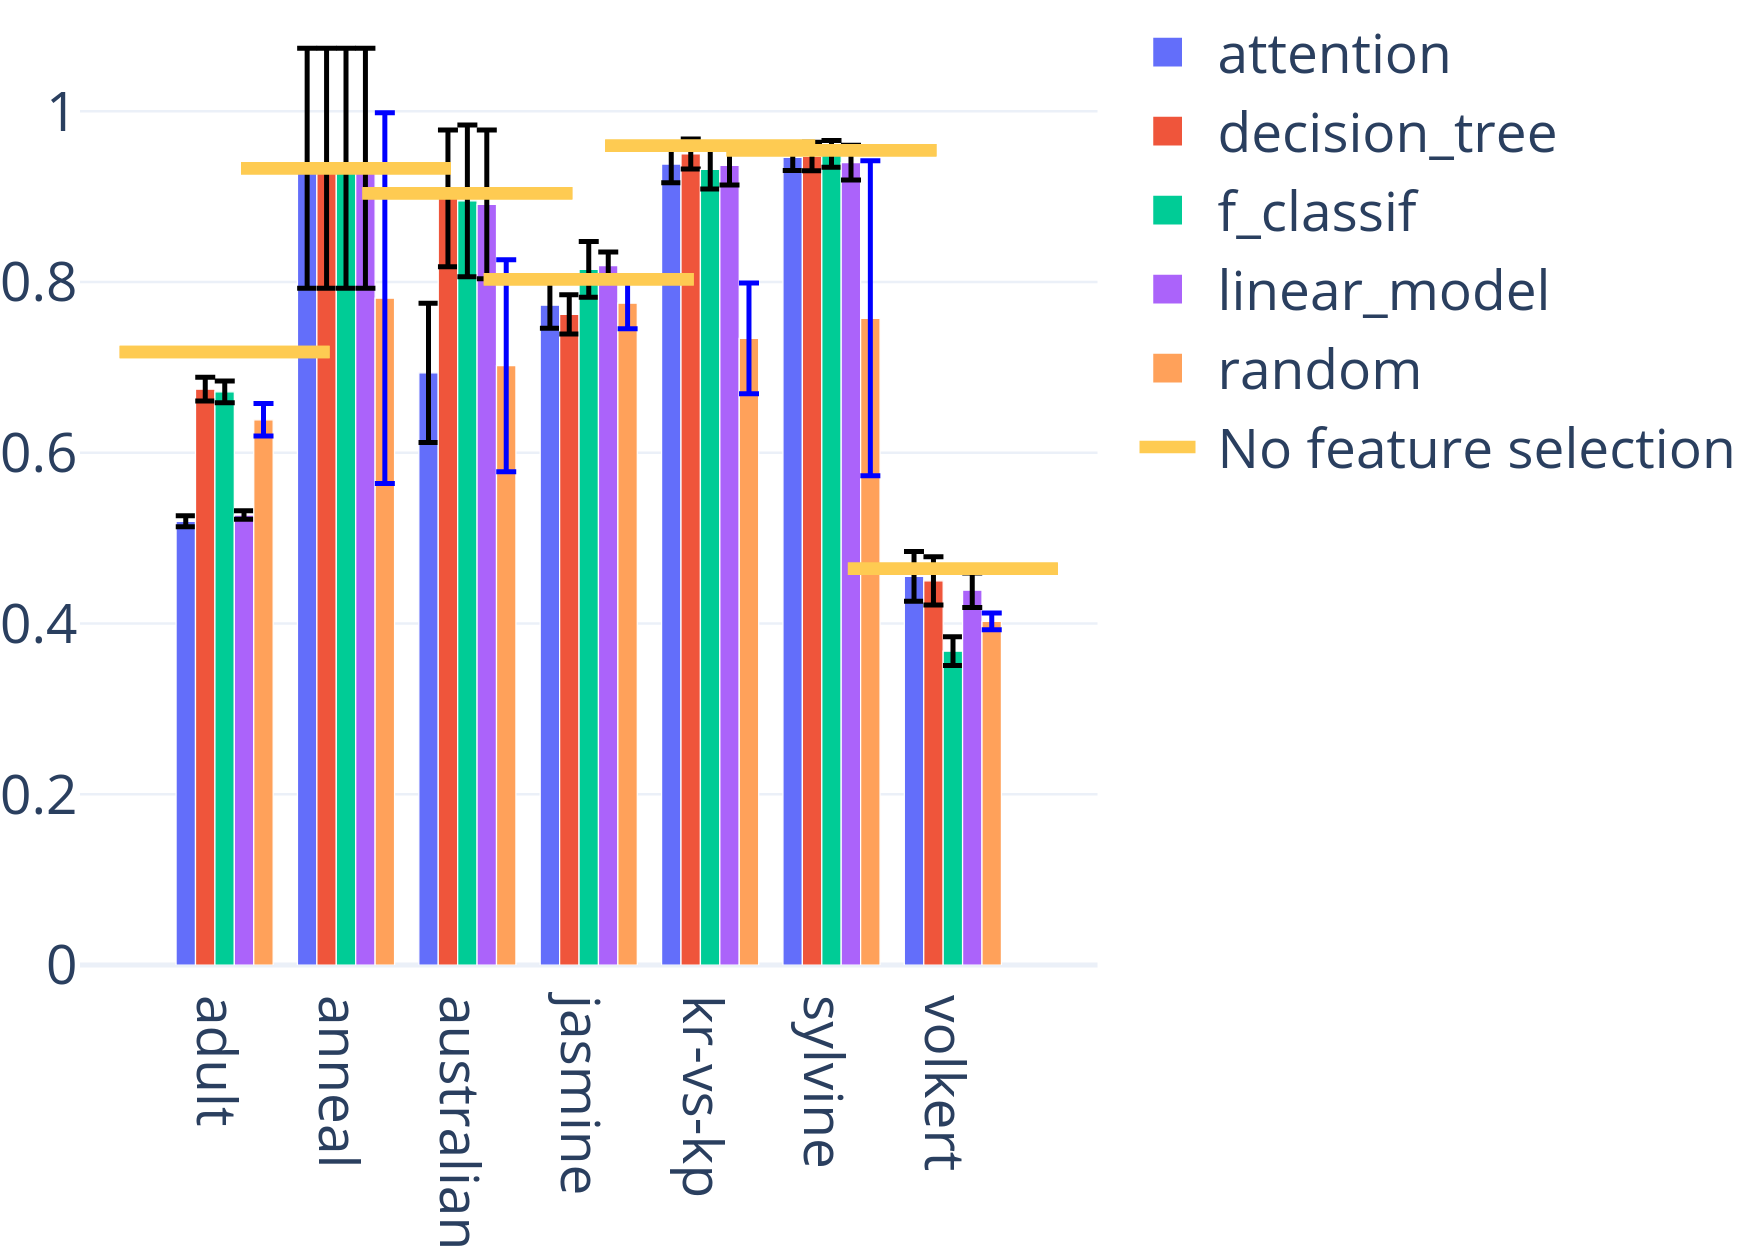 attention
decision_tree
f_classif
linear_model
random
No feature selection
1
0.8
0.6
0.4
0.2
0
adult
anneal
australian
jasmine
kr-vs-kp
sylvine
volkert